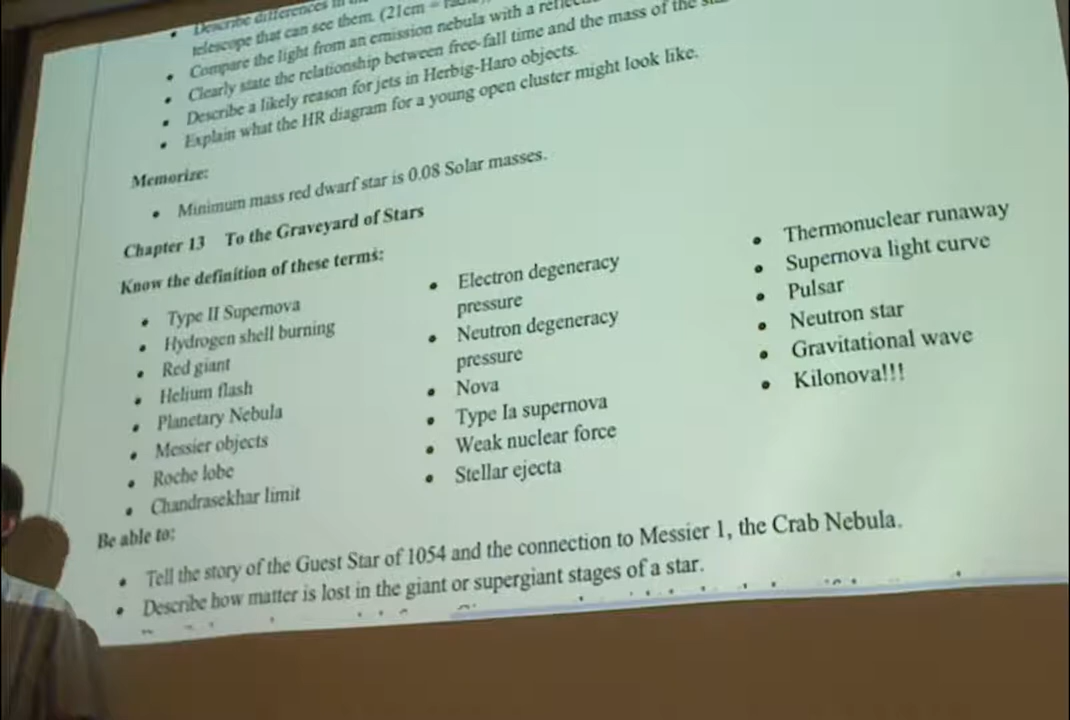 • Describe differences in
telescope that can see them. (21cm =
• Compare the light from an emission nebula with a
• Clearly state the relationship between free-fall time and the mass of the
• Describe a likely reason for jets in Herbig-Haro objects.
• Explain what the HR diagram for a young open cluster might look like.
Memorize:
• Minimum mass red dwarf star is 0.08 Solar masses.
Chapter 13 To the Graveyard of Stars
Know the definition of these terms:
• Type II Supernova
• Hydrogen shell burning
• Red giant
• Helium flash
• Planetary Nebula
• Messier objects
• Roche lobe
• Chandrasekhar limit
• Electron degeneracy
pressure
• Neutron degeneracy
pressure
• Nova
• Type Ia supernova
• Weak nuclear force
• Stellar ejecta
• Thermonuclear runaway
• Supernova light curve
• Pulsar
• Neutron star
• Gravitational wave
• Kilonova!!!
Be able to:
• Tell the story of the Guest Star of 1054 and the connection to Messier 1, the Crab Nebula.
• Describe how matter is lost in the giant or supergiant stages of a star.